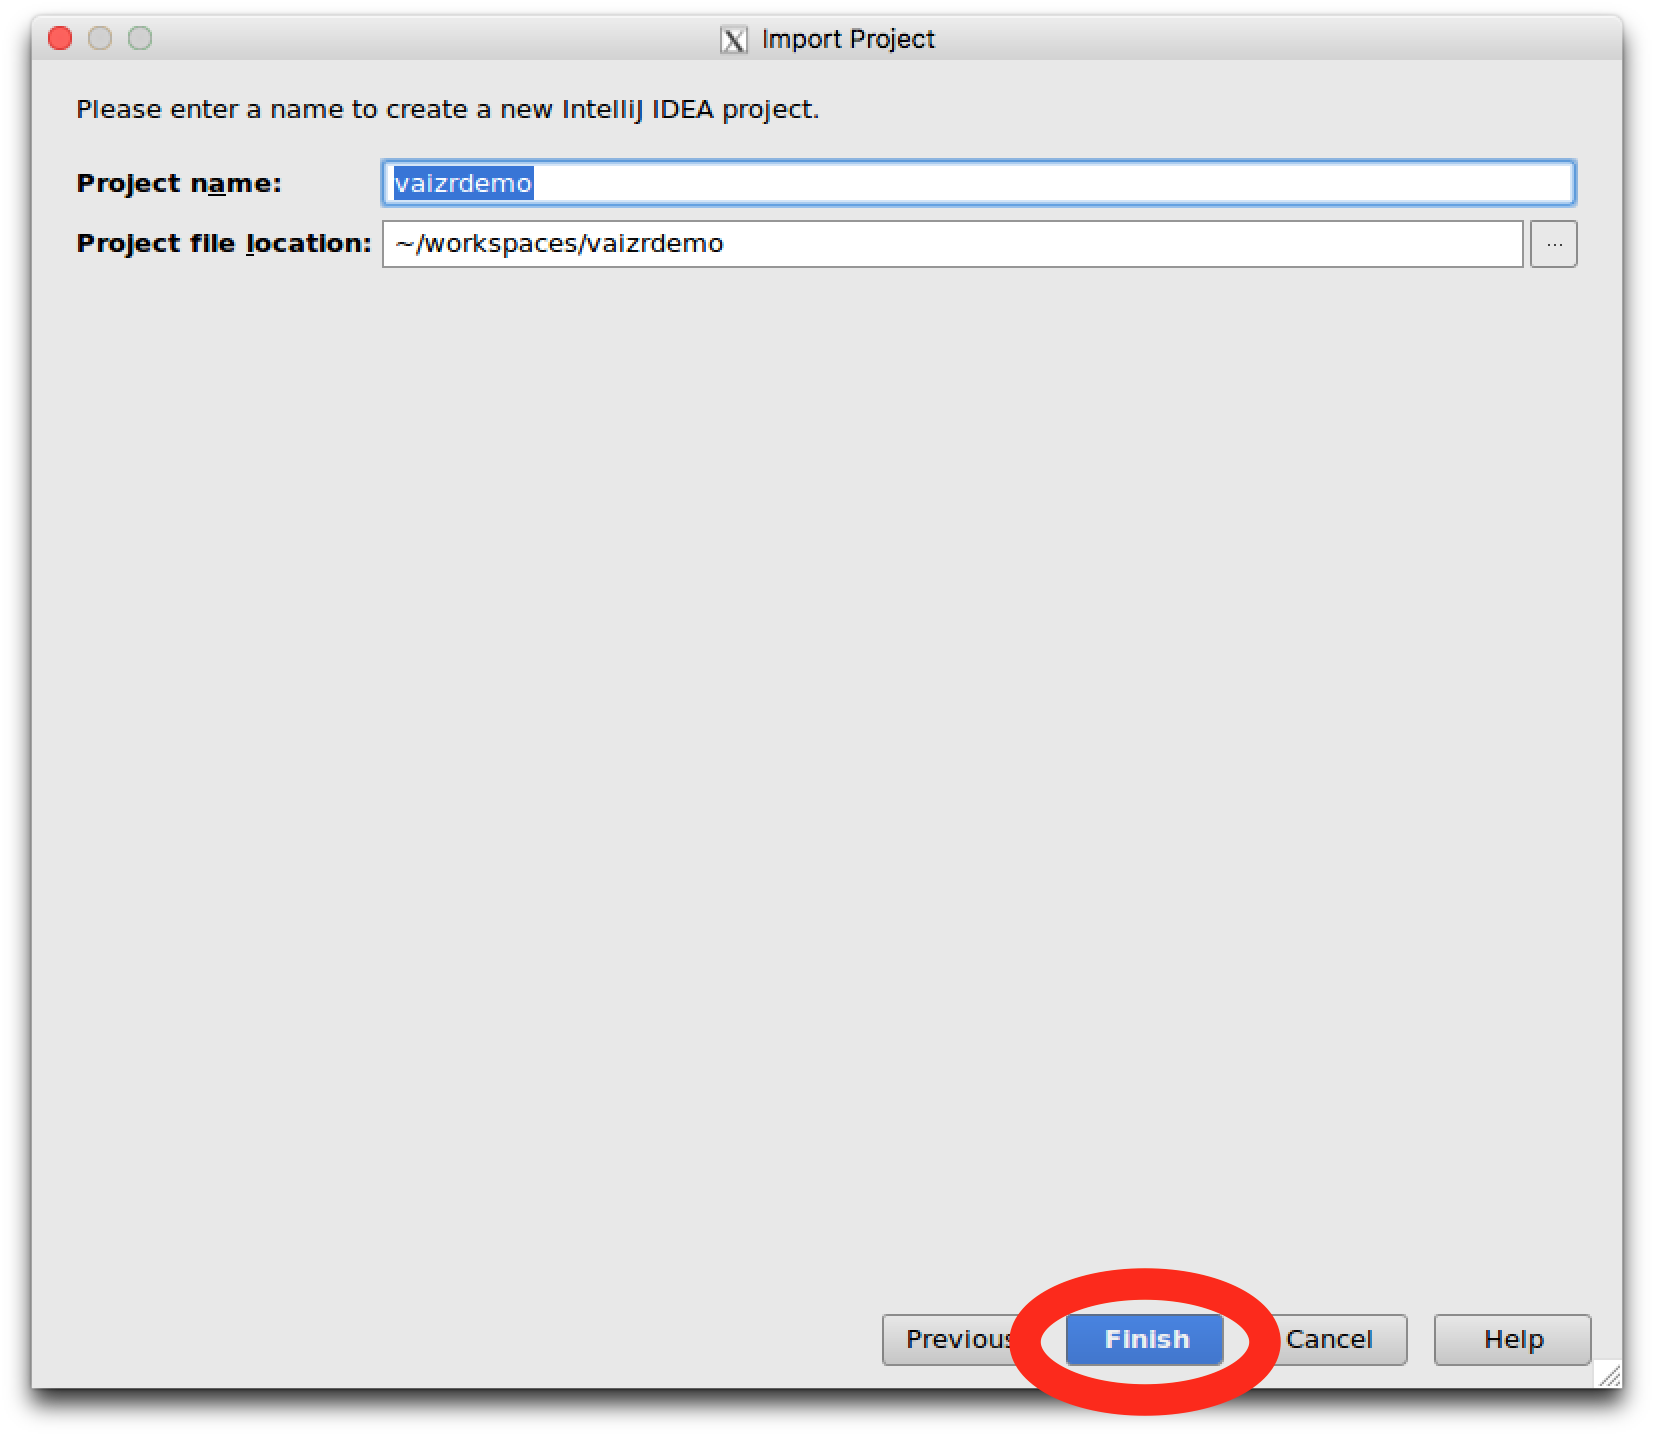 Import Project
Please enter a name to create a new IntelliJ IDEA project.
Project name: vaizrdemo
Project file location: ~/workspaces/vaizrdemo ...
Previous Finish Cancel Help